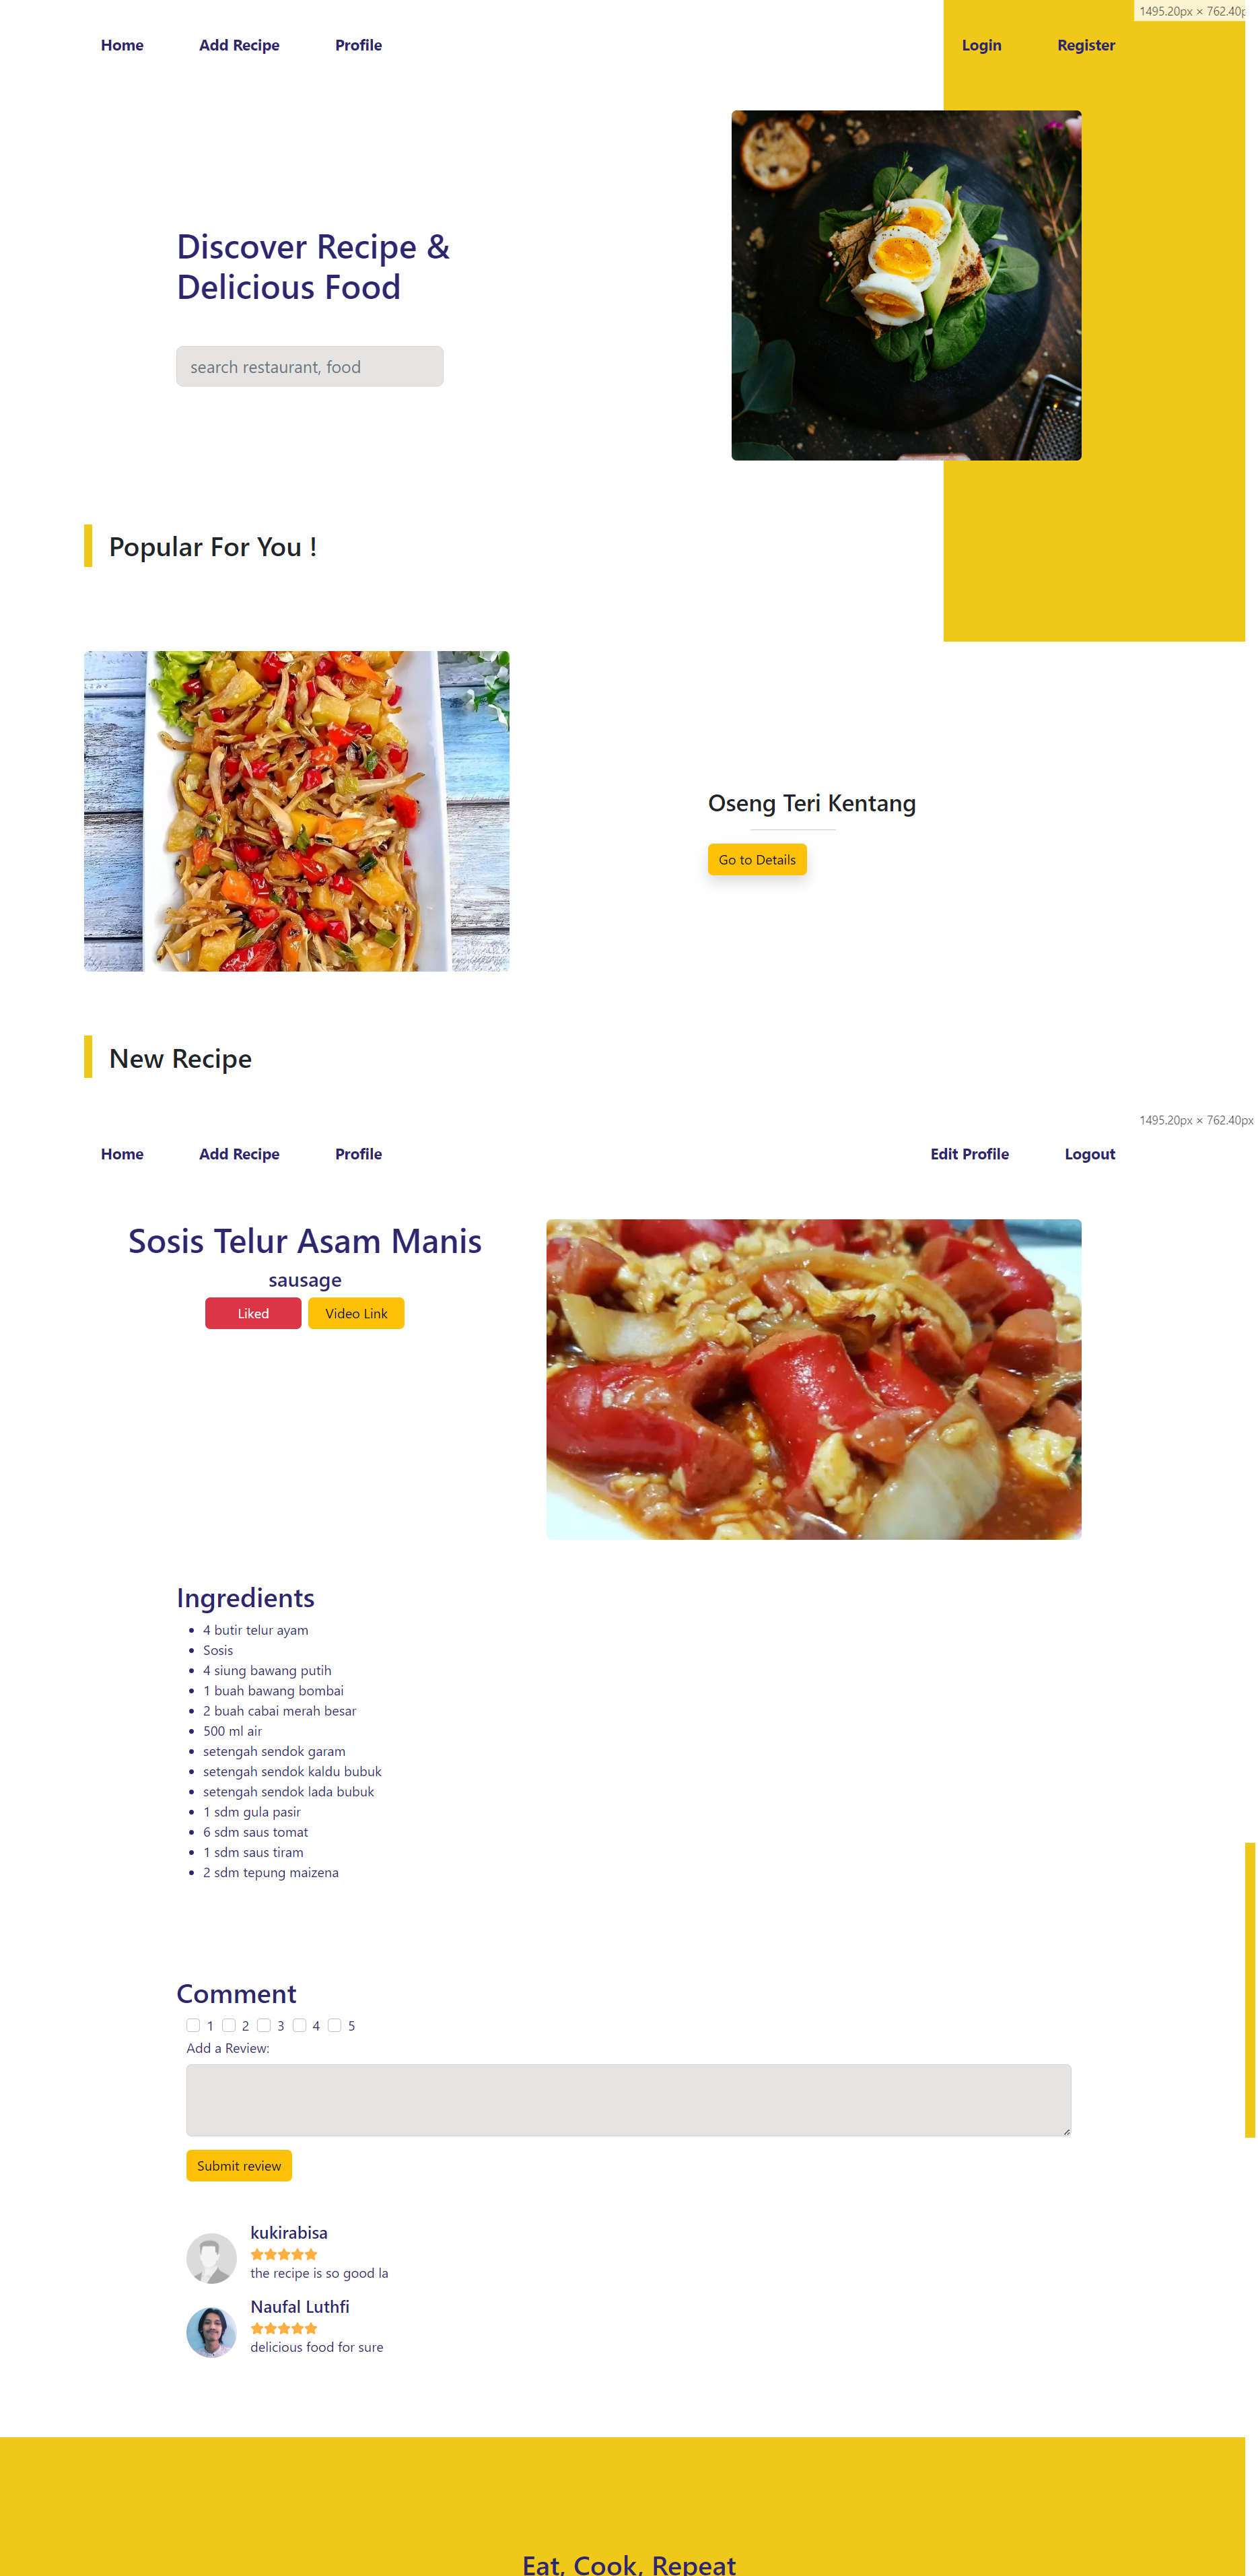 1495.20px × 762.40p
Home Add Recipe Profile Login Register
Discover Recipe &
Delicious Food
search restaurant, food
Popular For You !
Oseng Teri Kentang
Go to Details
New Recipe
1495.20px × 762.40px
Home Add Recipe Profile Edit Profile Logout
Sosis Telur Asam Manis
sausage
Liked Video Link
Ingredients
4 butir telur ayam
Sosis
4 siung bawang putih
1 buah bawang bombai
2 buah cabai merah besar
500 ml air
setengah sendok garam
setengah sendok kaldu bubuk
setengah sendok lada bubuk
1 sdm gula pasir
6 sdm saus tomat
1 sdm saus tiram
2 sdm tepung maizena
Comment
1 2 3 4 5
Add a Review:
Submit review
kukirabisa
the recipe is so good la
Naufal Luthfi
delicious food for sure
Eat, Cook, Repeat